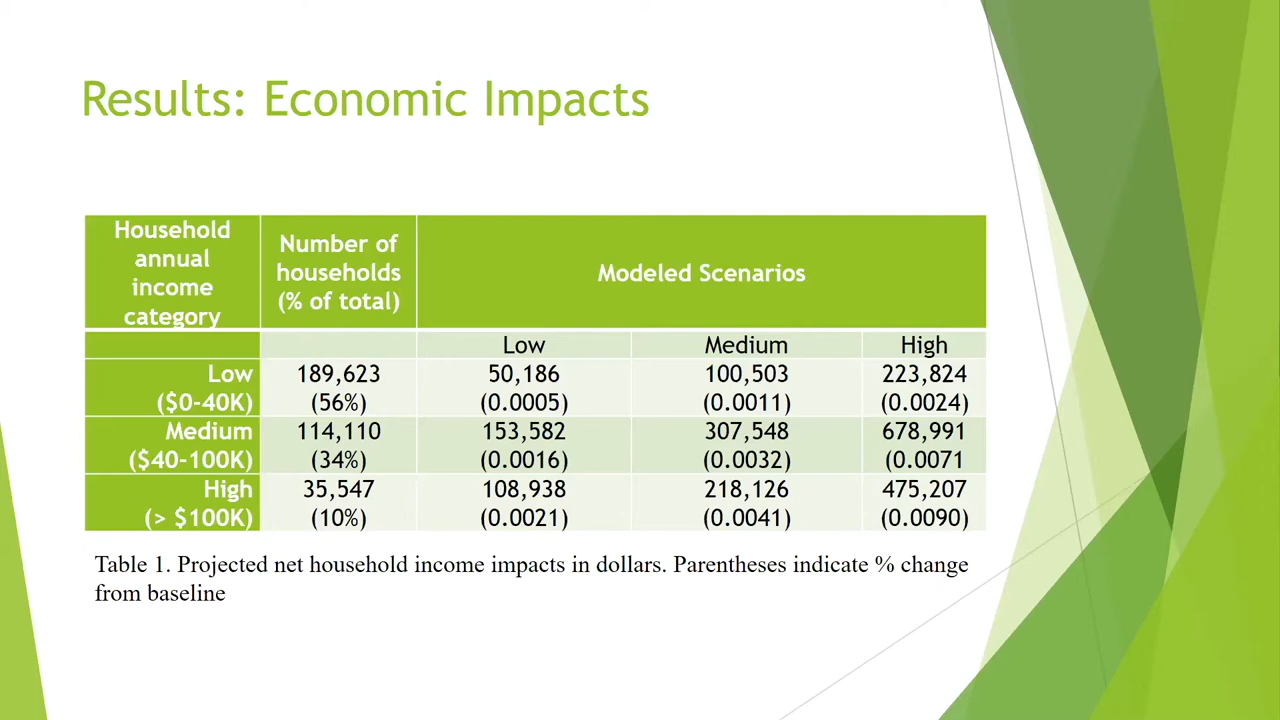 Results: Economic Impacts
Household
annual
income
category
Number of
households
(% of total)
Modeled Scenarios
Low
Medium
High
Low
($0-40K)
189,623
(56%)
50,186
(0.0005)
100,503
(0.0011)
223,824
(0.0024)
Medium
($40-100K)
114,110
(34%)
153,582
(0.0016)
307,548
(0.0032)
678,991
(0.0071
High
(> $100K)
35,547
(10%)
108,938
(0.0021)
218,126
(0.0041)
475,207
(0.0090)
Table 1. Projected net household income impacts in dollars. Parentheses indicate % change
from baseline